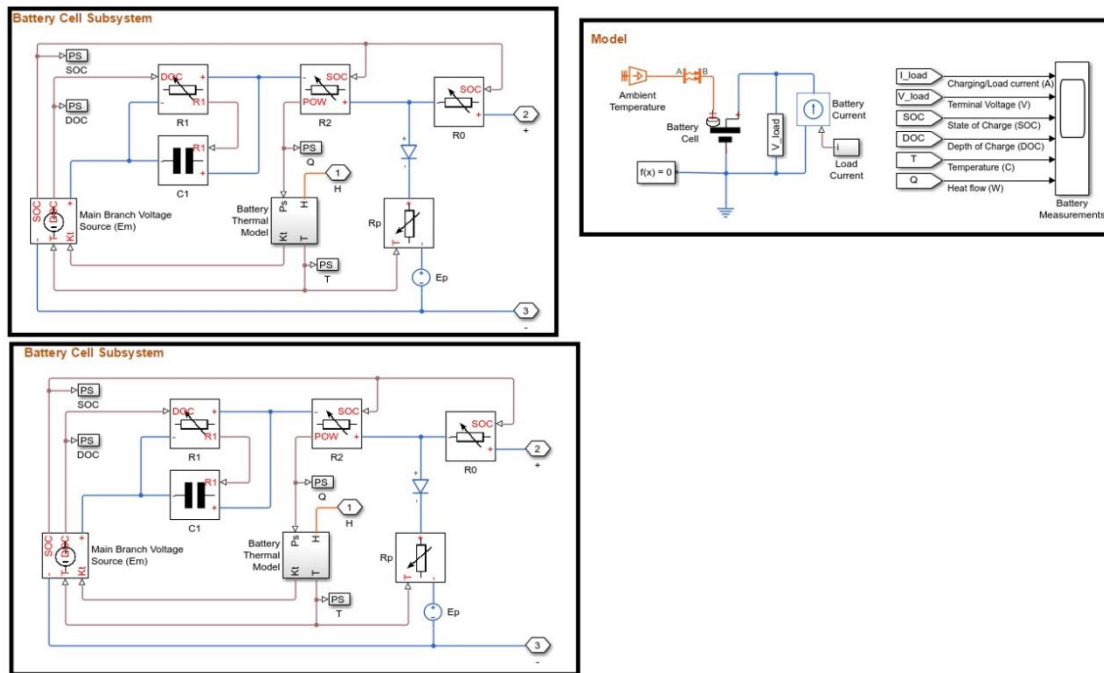 Battery Cell Subsystem
PS
SOC
PS
DOC
DOC +
- R1
R1
R1
+
C1
- SOC
POW +
R2
SOC
- +
R0
2
+
PS
Q
1
H
+
-
SOC
DOC
+
-
T
Kt
Main Branch Voltage
Source (Em)
Battery
Thermal
Model
Ps
H
Kt
T
PS
T
Rp
+
T
-
Ep
3
-
Model
Ambient
Temperature
A
B
Battery
Cell
f(x) = 0
V_load
Battery
Current
i
Load
Current
I_load
Charging/Load current (A)
V_load
Terminal Voltage (V)
SOC
State of Charge (SOC)
DOC
Depth of Charge (DOC)
T
Temperature (C)
Q
Heat flow (W)
Battery
Measurements
Battery Cell Subsystem
PS
SOC
PS
DOC
DOC +
- R1
R1
R1
+
C1
- SOC
POW +
R2
SOC
- +
R0
2
+
PS
Q
1
H
+
-
SOC
DOC
+
-
T
Kt
Main Branch Voltage
Source (Em)
Battery
Thermal
Model
Ps
H
Kt
T
PS
T
Rp
+
T
-
Ep
3
-